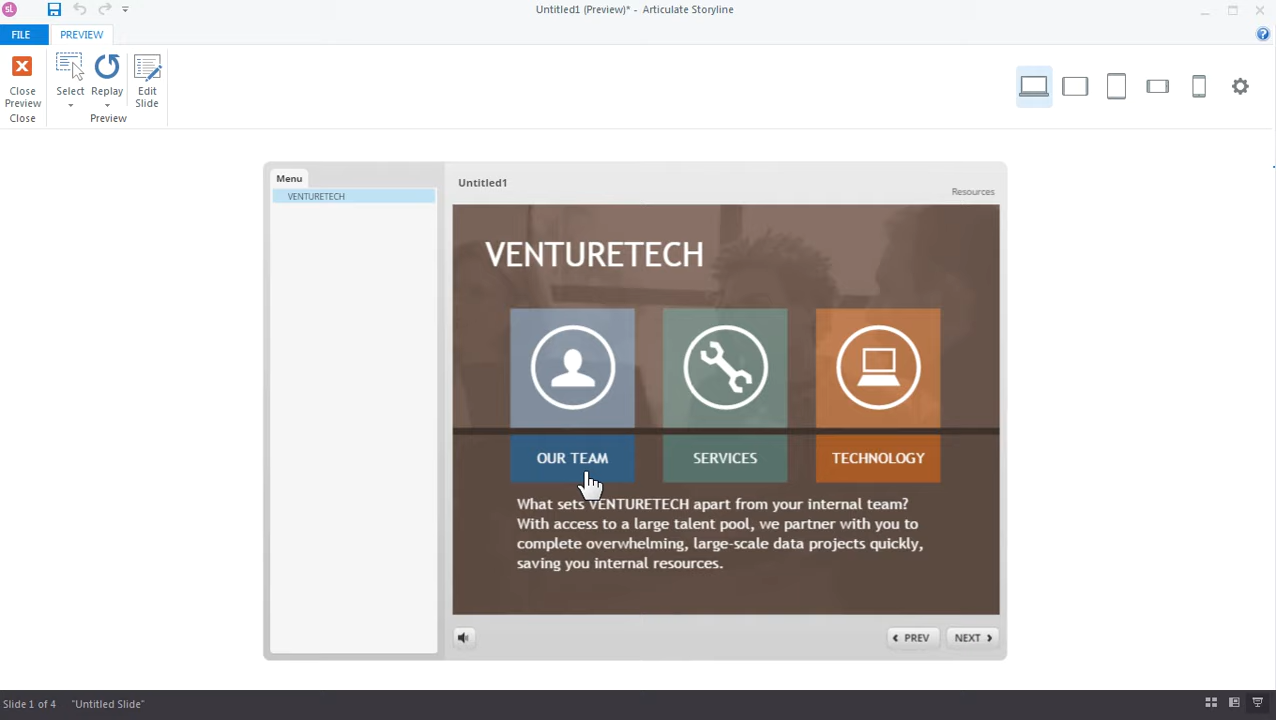 Untitled1 (Preview)* - Articulate Storyline
FILE
PREVIEW
Close Preview
Select
Replay
Edit Slide
Close
Preview
Menu
VENTURETECH
Untitled1
Resources
VENTURETECH
OUR TEAM
SERVICES
TECHNOLOGY
What sets VENTURETECH apart from your internal team?
With access to a large talent pool, we partner with you to
complete overwhelming, large-scale data projects quickly,
saving you internal resources.
PREV
NEXT
Slide 1 of 4
"Untitled Slide"